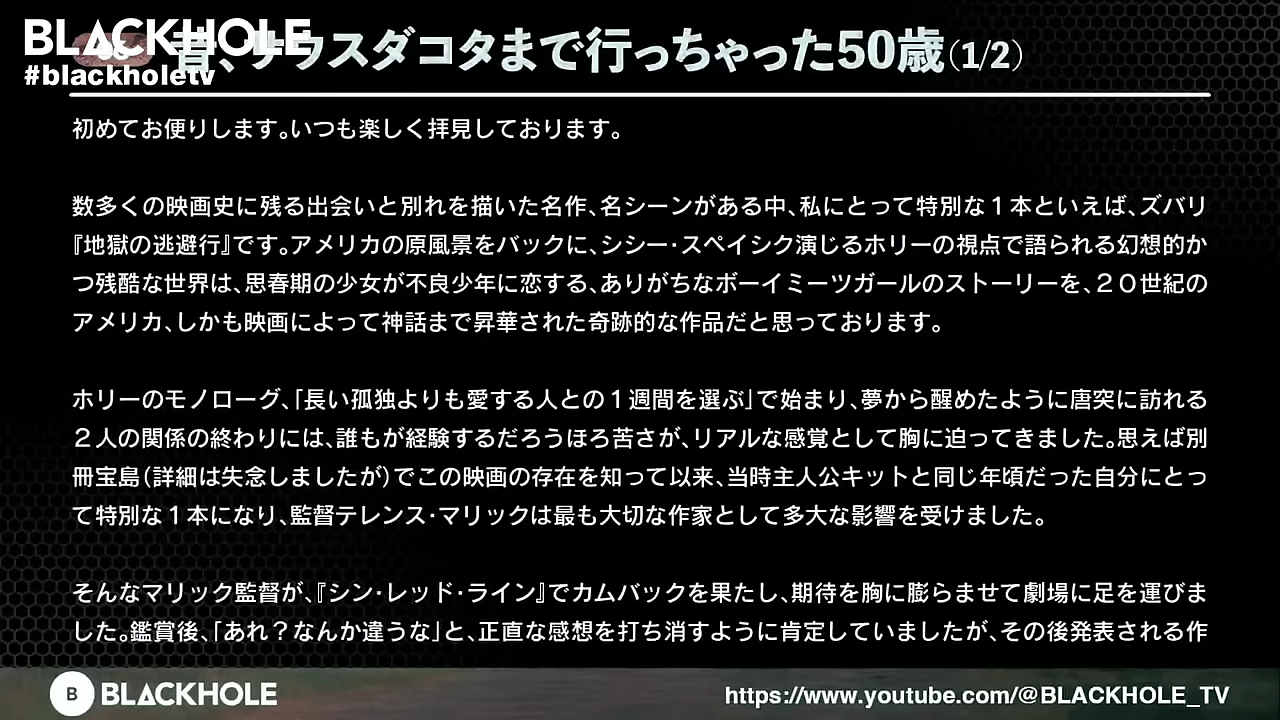 BLACKHOLE
#blackholetv
昔、サウスダコタまで行っちゃった50歳(1/2)
初めてお便りします。いつも楽しく拝見しております。
数多くの映画史に残る出会いと別れを描いた名作、名シーンがある中、私にとって特別な１本といえば、ズバリ
『地獄の逃避行』です。アメリカの原風景をバックに、シシー・スペイシク演じるホリーの視点で語られる幻想的か
つ残酷な世界は、思春期の少女が不良少年に恋する、ありがちなボーイミーツガールのストーリーを、２０世紀の
アメリカ、しかも映画によって神話まで昇華された奇跡的な作品だと思っております。
ホリーのモノローグ、「長い孤独よりも愛する人との１週間を選ぶ」で始まり、夢から醒めたように唐突に訪れる
２人の関係の終わりには、誰もが経験するだろうほろ苦さが、リアルな感覚として胸に迫ってきました。思えば別
冊宝島（詳細は失念しましたが）でこの映画の存在を知って以来、当時主人公キットと同じ年頃だった自分にとっ
て特別な１本になり、監督テレンス・マリックは最も大切な作家として多大な影響を受けました。
そんなマリック監督が、『シン・レッド・ライン』でカムバックを果たし、期待を胸に膨らませて劇場に足を運びま
した。鑑賞後、「あれ？なんか違うな」と、正直な感想を打ち消すように肯定していましたが、その後発表される作
B BLACKHOLE
https://www.youtube.com/@BLACKHOLE_TV